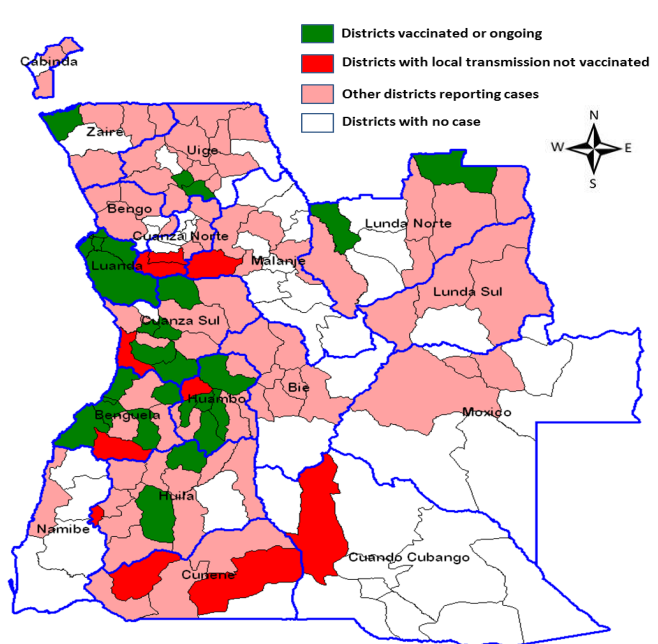 Districts vaccinated or ongoing
Districts with local transmission not vaccinated
Other districts reporting cases
Districts with no case
N
W E
S
Cabinda
Zaire
Uige
Bengo
Cuanza Norte
Lunda Norte
Luanda
Malanje
Lunda Sul
Cuanza Sul
Bie
Huambo
Benguela
Moxico
Huila
Namibe
Cuando Cubango
Cunene